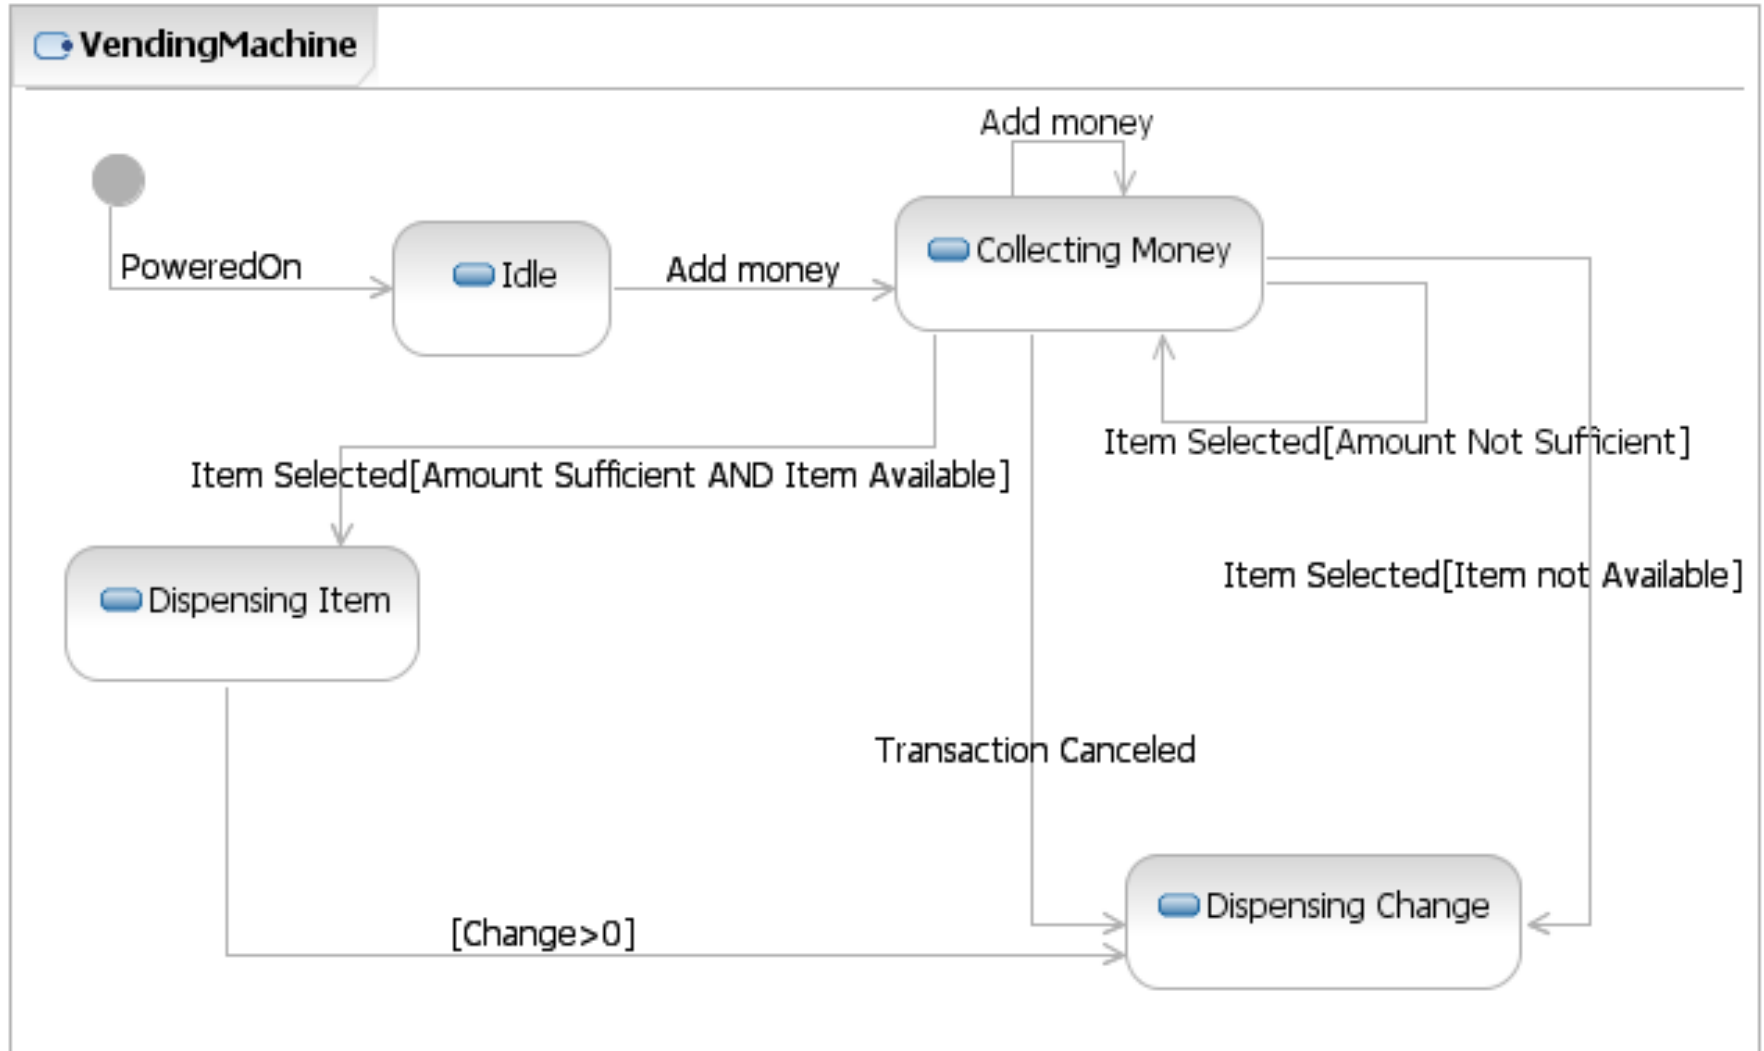 VendingMachine
Add money
PoweredOn
Idle
Add money
Collecting Money
Item Selected[Amount Not Sufficient]
Item Selected[Amount Sufficient AND Item Available]
Item Selected[Item not Available]
Dispensing Item
Transaction Canceled
Dispensing Change
[Change>0]